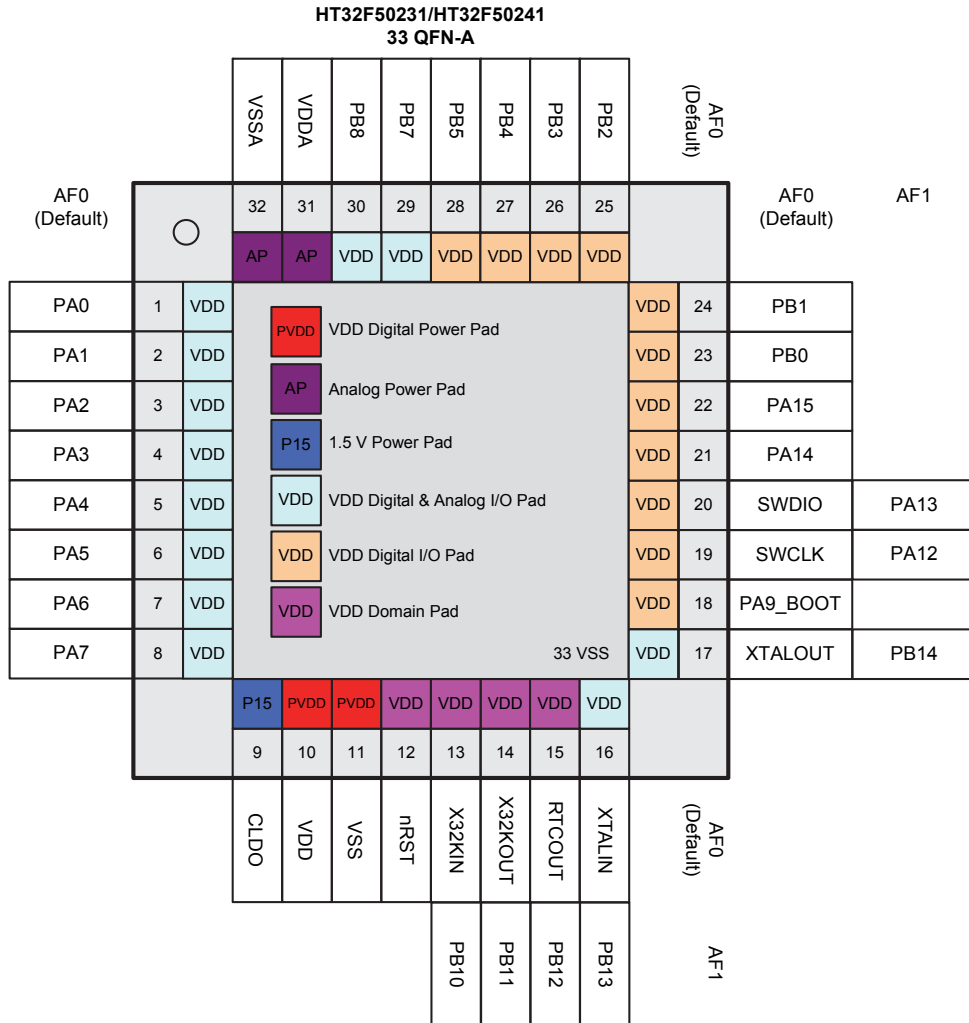 HT32F50231/HT32F50241
33 QFN-A
VSSA VDDA PB8 PB7 PB5 PB4 PB3 PB2 AF0 (Default)
AF0 (Default) AF0 (Default) AF1
32 31 30 29 28 27 26 25
AP AP VDD VDD VDD VDD VDD VDD
PA0 1 VDD VDD 24 PB1
PVDD VDD Digital Power Pad
PA1 2 VDD VDD 23 PB0
AP Analog Power Pad
PA2 3 VDD VDD 22 PA15
P15 1.5 V Power Pad
PA3 4 VDD VDD 21 PA14
VDD VDD Digital & Analog I/O Pad
PA4 5 VDD VDD 20 SWDIO PA13
VDD VDD Digital I/O Pad
PA5 6 VDD VDD 19 SWCLK PA12
VDD VDD Domain Pad
PA6 7 VDD VDD 18 PA9_BOOT
PA7 8 VDD 33 VSS VDD 17 XTALOUT PB14
P15 PVDD PVDD VDD VDD VDD VDD VDD
9 10 11 12 13 14 15 16
CLDO VDD VSS nRST X32KIN X32KOUT RTCOUT XTALIN AF0 (Default)
PB10 PB11 PB12 PB13 AF1